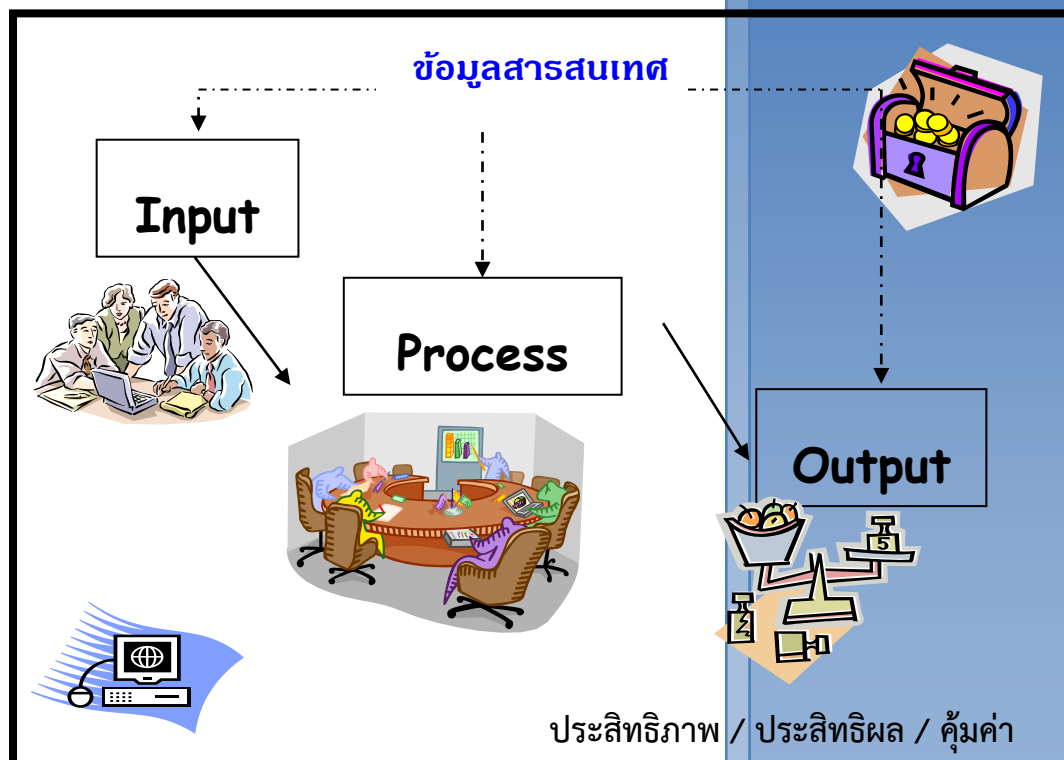 ข้อมูลสารสนเทศ
Input
Process
Output
5
ประสิทธิภาพ / ประสิทธิผล / คุ้มค่า